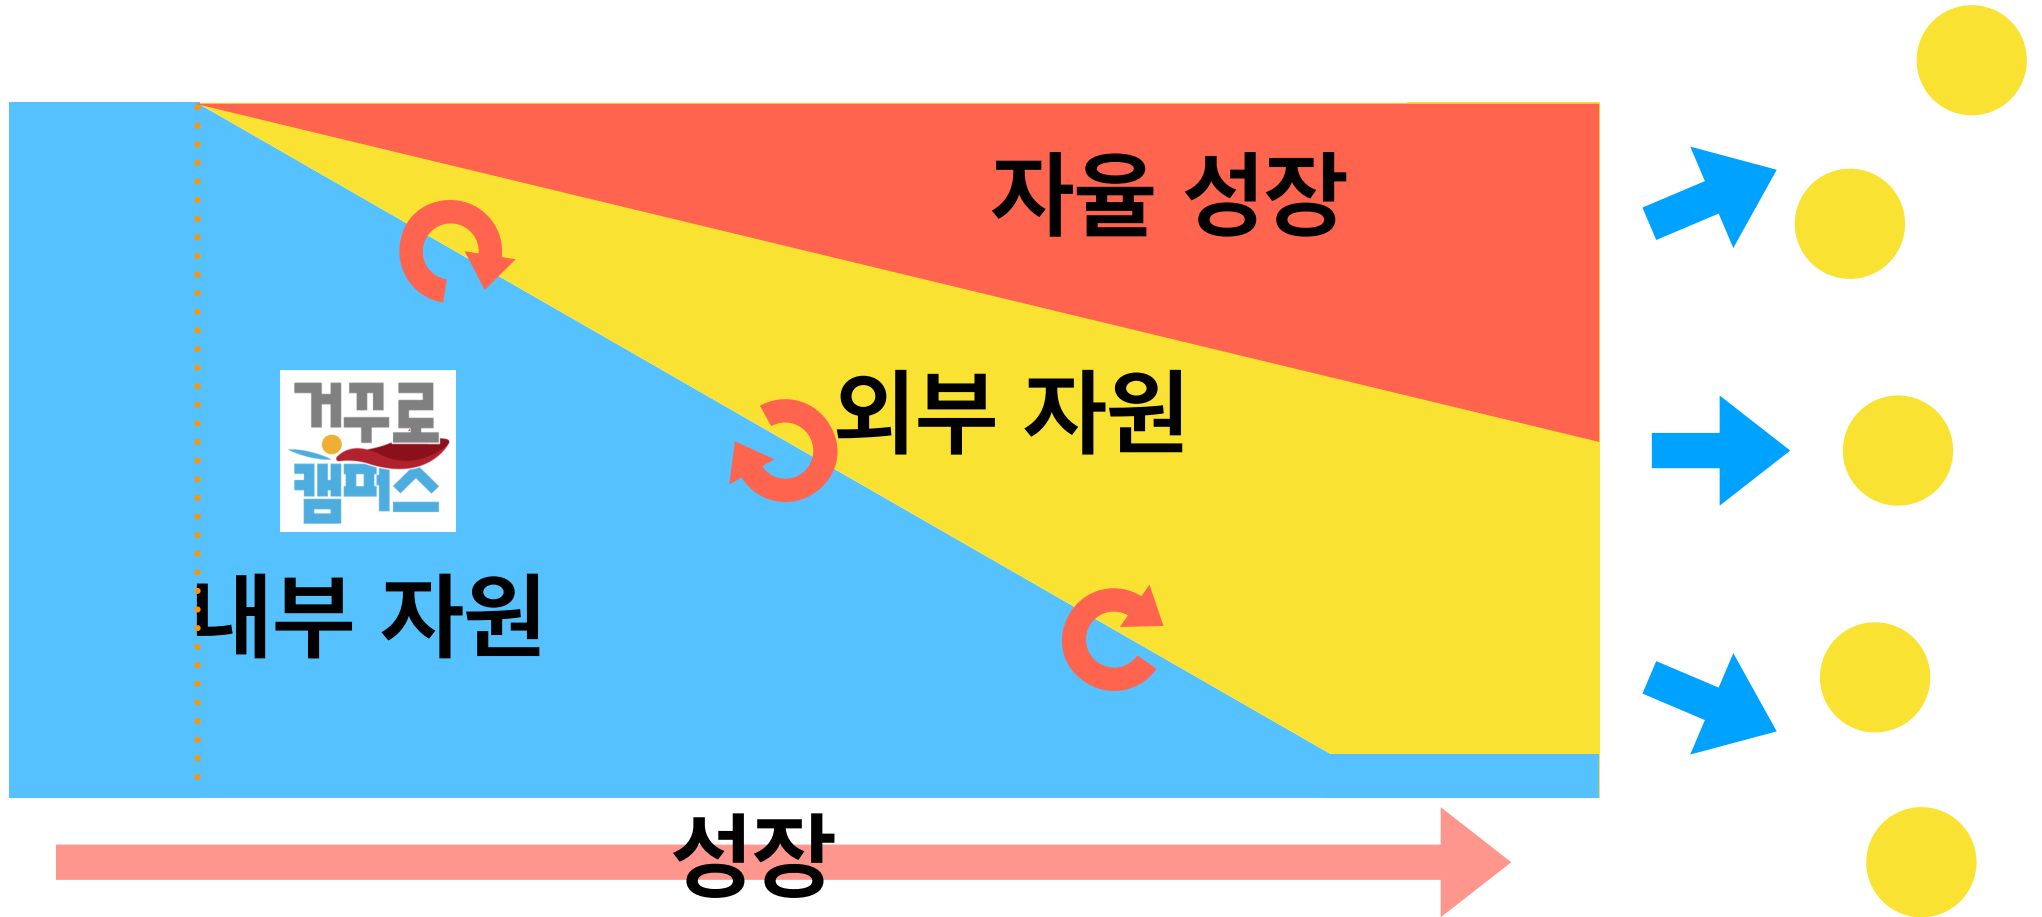 자율 성장
외부 자원
거꾸로
캠퍼스
내부 자원
성장